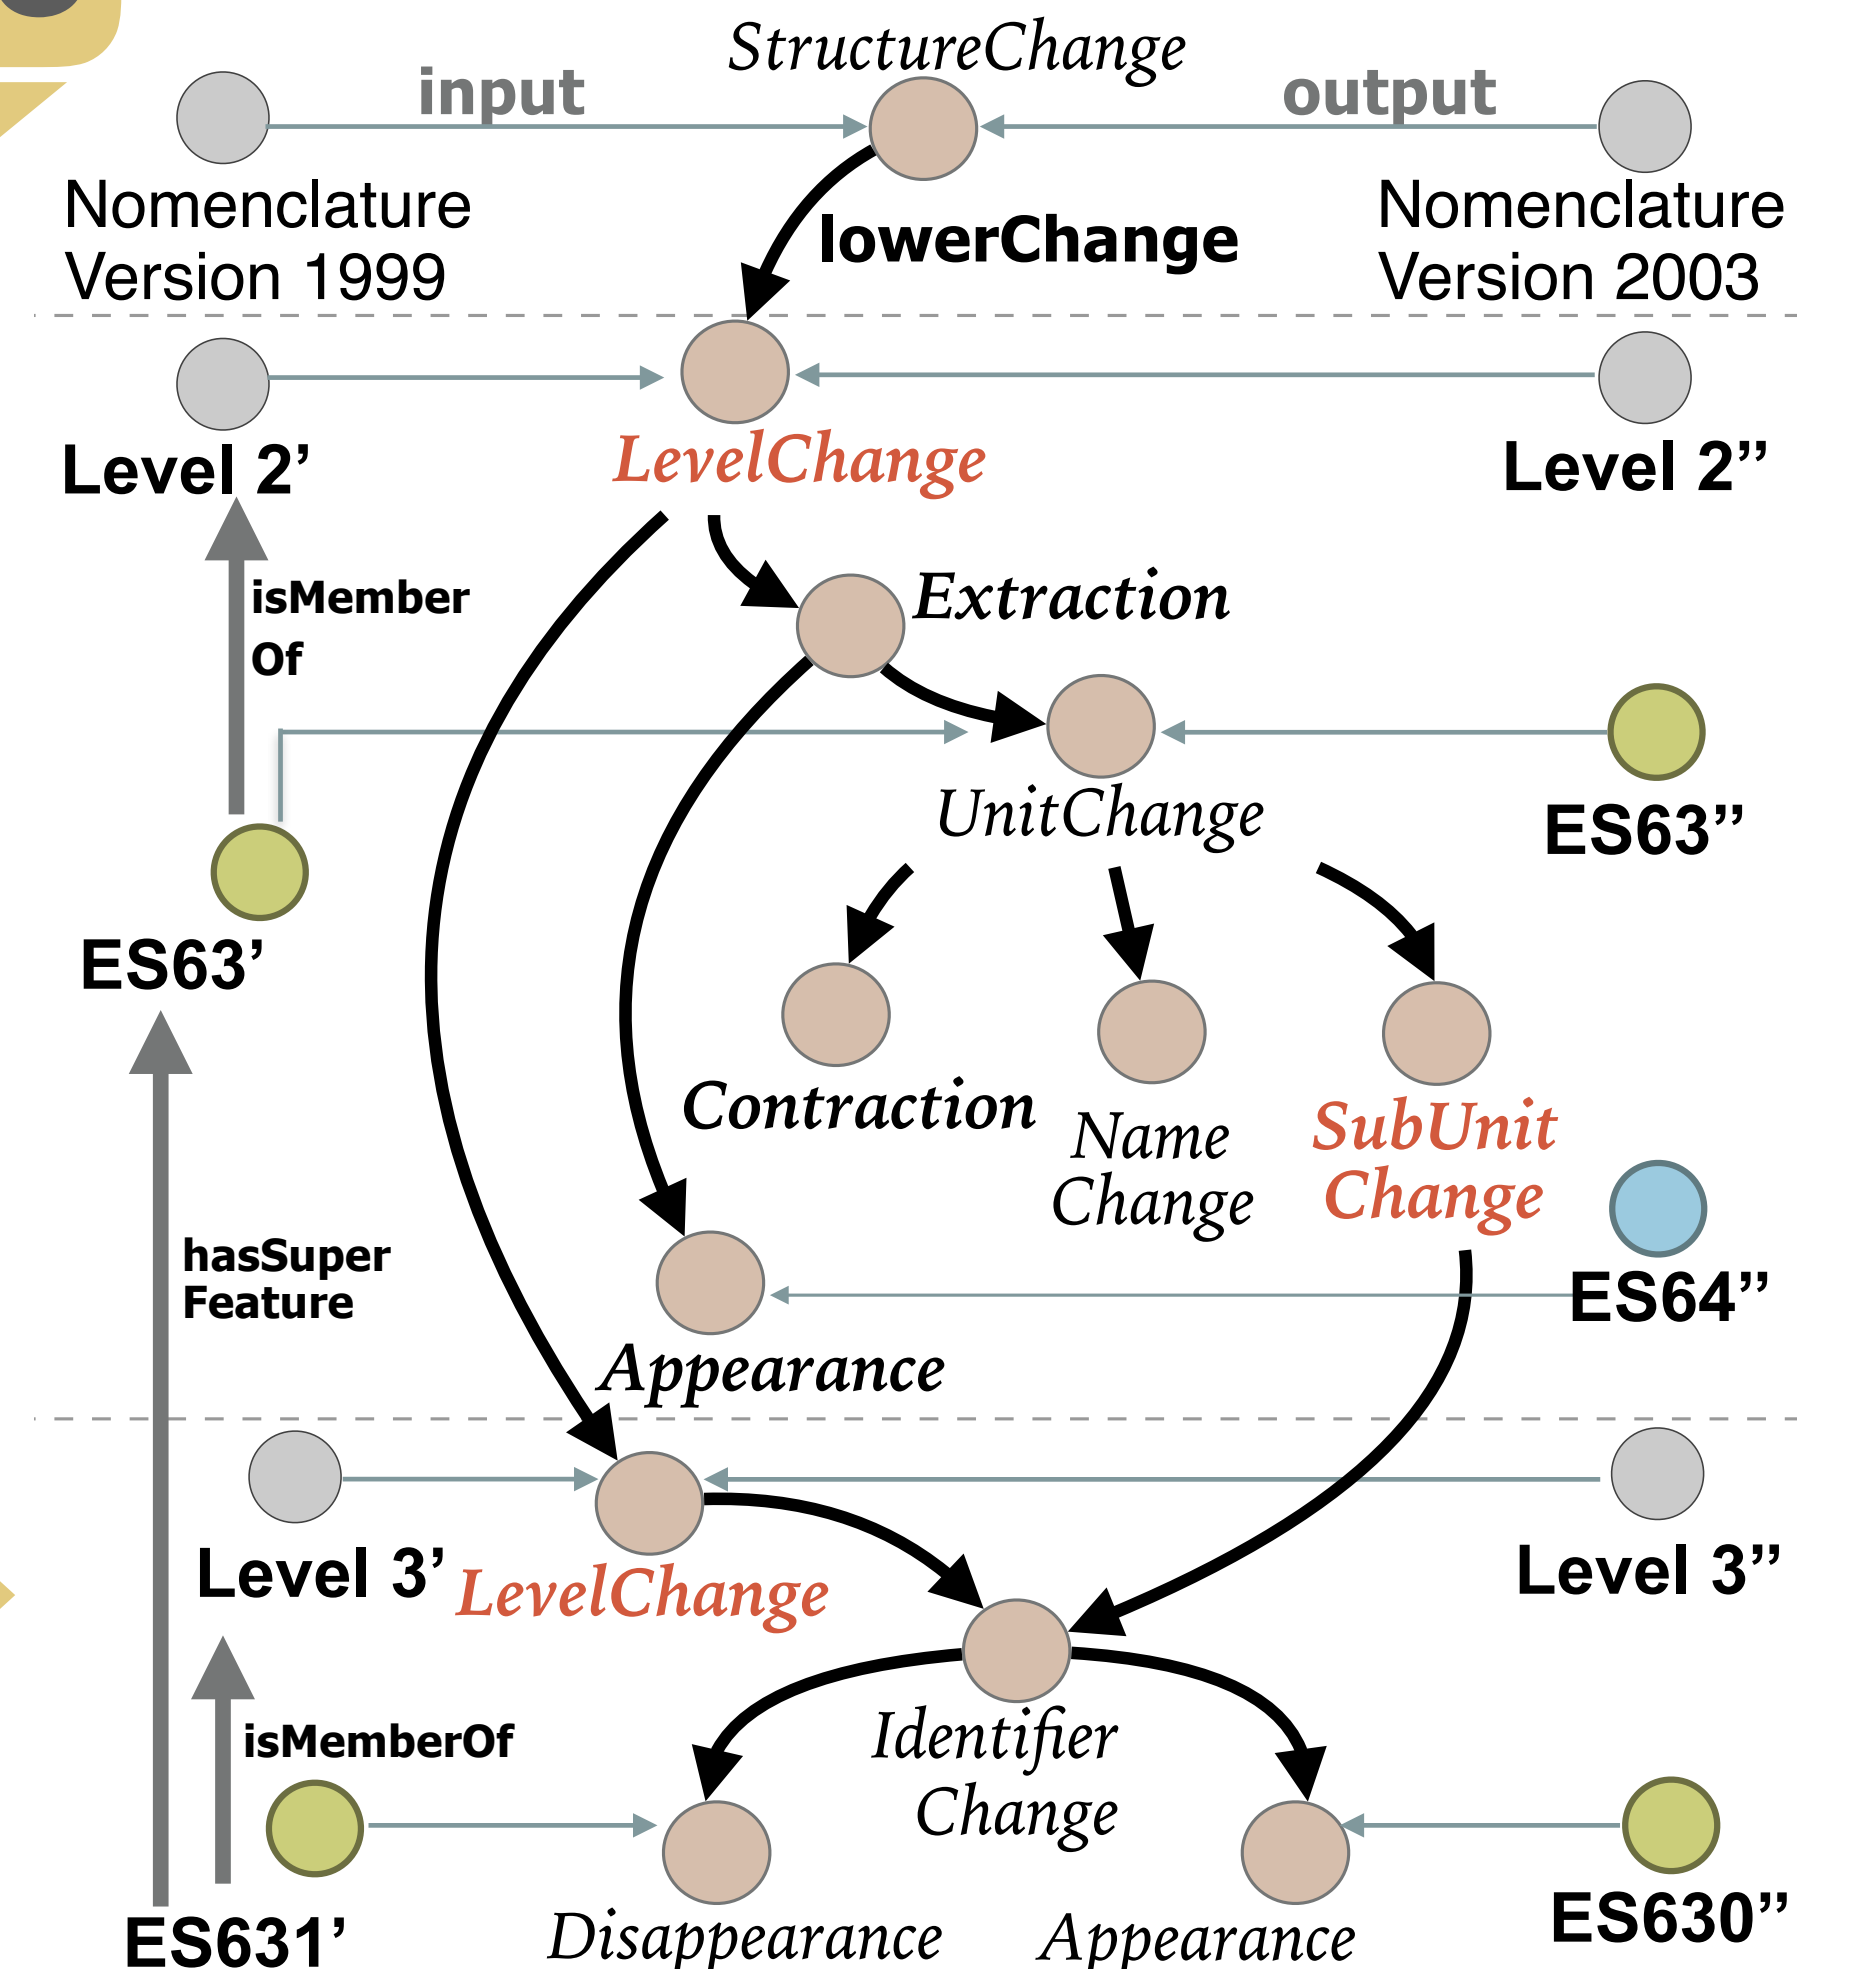 StructureChange
input
output
Nomenclature
Version 1999
lowerChange
Nomenclature
Version 2003
Level 2’
LevelChange
Level 2”
isMember
Of
Extraction
UnitChange
ES63”
ES63’
Contraction
Name
Change
SubUnit
Change
hasSuper
Feature
ES64”
Appearance
Level 3’
LevelChange
Level 3”
isMemberOf
Identifier
Change
ES631’
Disappearance
Appearance
ES630”